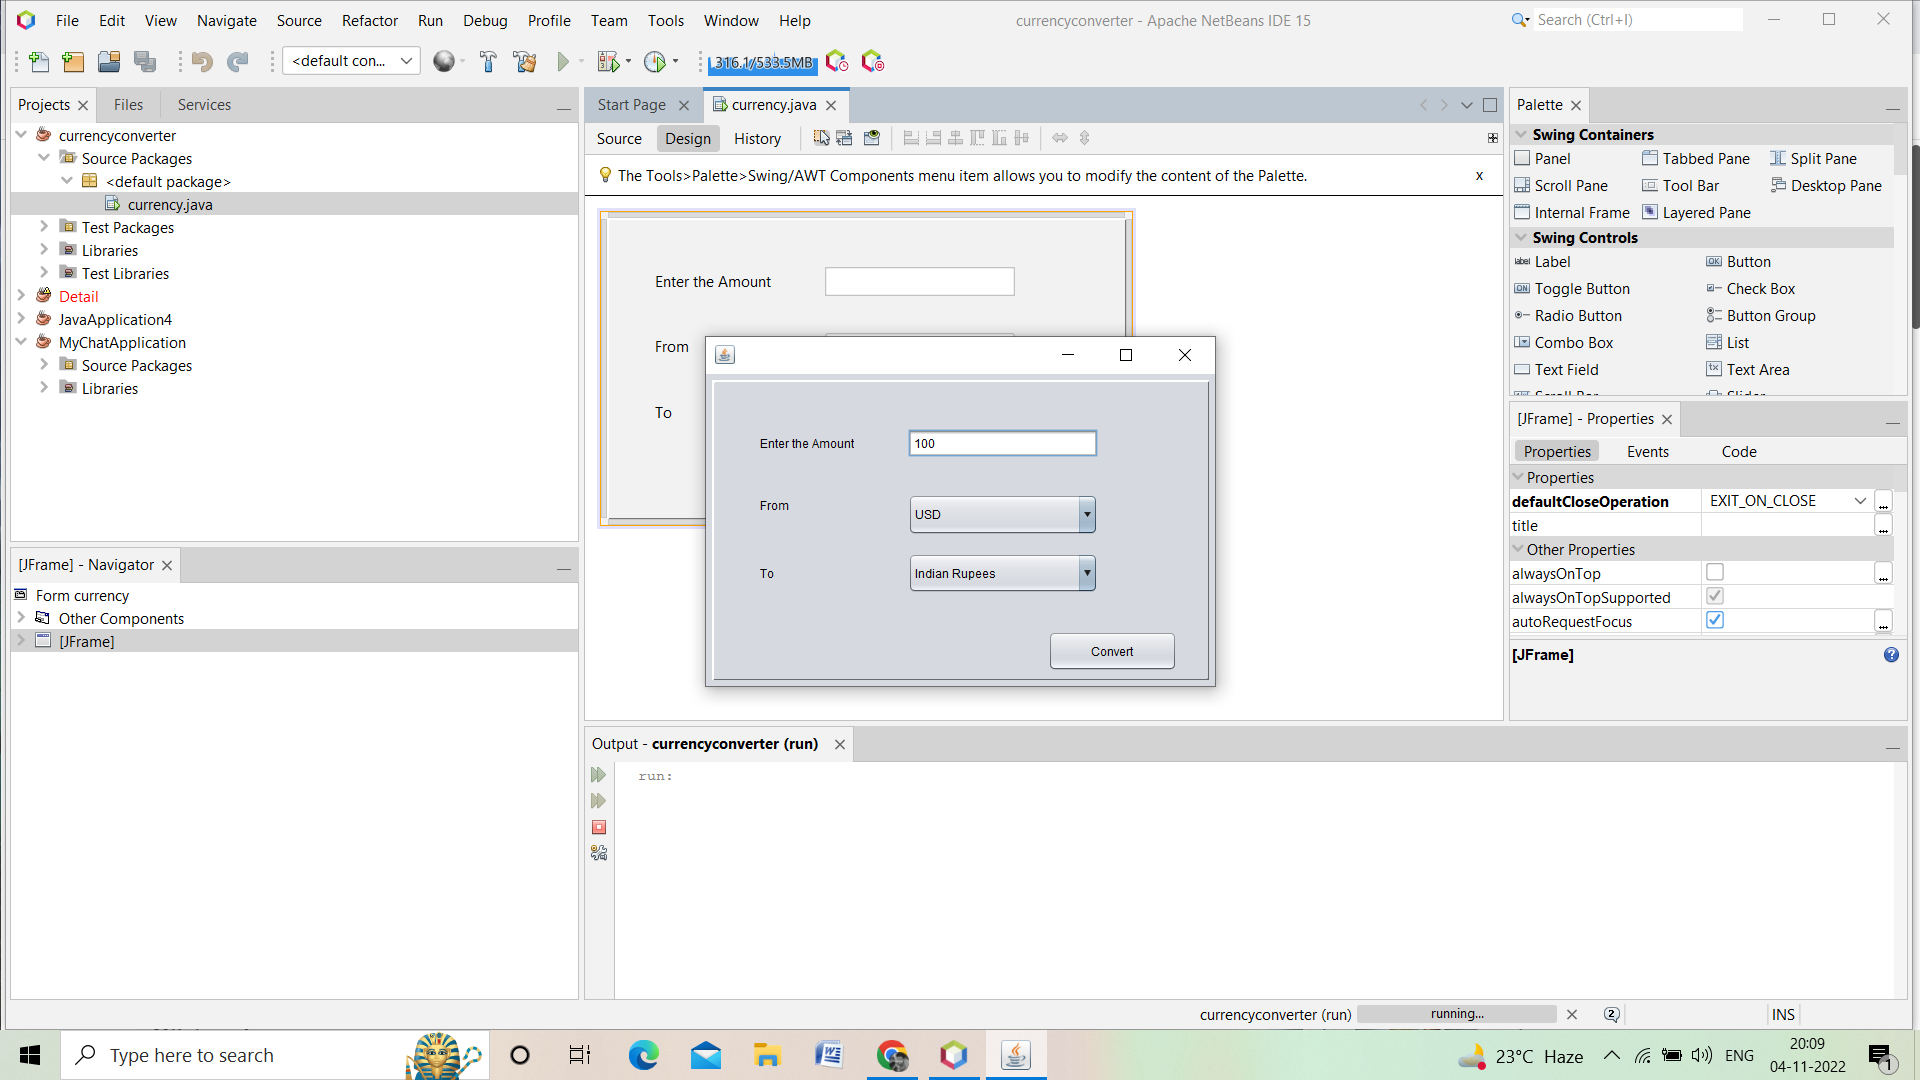 File Edit View Navigate Source Refactor Run Debug Profile Team Tools Window Help
currencyconverter - Apache NetBeans IDE 15
Search (Ctrl+I)
<default con...
316.1/533.5MB
Projects Files Services
currencyconverter
Source Packages
<default package>
currency.java
Test Packages
Libraries
Test Libraries
Detail
JavaApplication4
MyChatApplication
Source Packages
Libraries
[JFrame] - Navigator
Form currency
Other Components
[JFrame]
Start Page currency.java
Source Design History
The Tools>Palette>Swing/AWT Components menu item allows you to modify the content of the Palette. x
Enter the Amount
From
To
Enter the Amount 100
From USD
To Indian Rupees
Convert
Palette
Swing Containers
Panel Tabbed Pane Split Pane
Scroll Pane Tool Bar Desktop Pane
Internal Frame Layered Pane
Swing Controls
label Label OK Button
ON Toggle Button Check Box
Radio Button Button Group
Combo Box List
Text Field Text Area
Scroll Bar Slider
[JFrame] - Properties
Properties Events Code
Properties
defaultCloseOperation EXIT_ON_CLOSE ...
title ...
Other Properties
alwaysOnTop ...
alwaysOnTopSupported
autoRequestFocus ...
[JFrame]
Output - currencyconverter (run)
run:
currencyconverter (run) running... 2 INS
Type here to search
23°C Haze ENG
20:09
04-11-2022
1